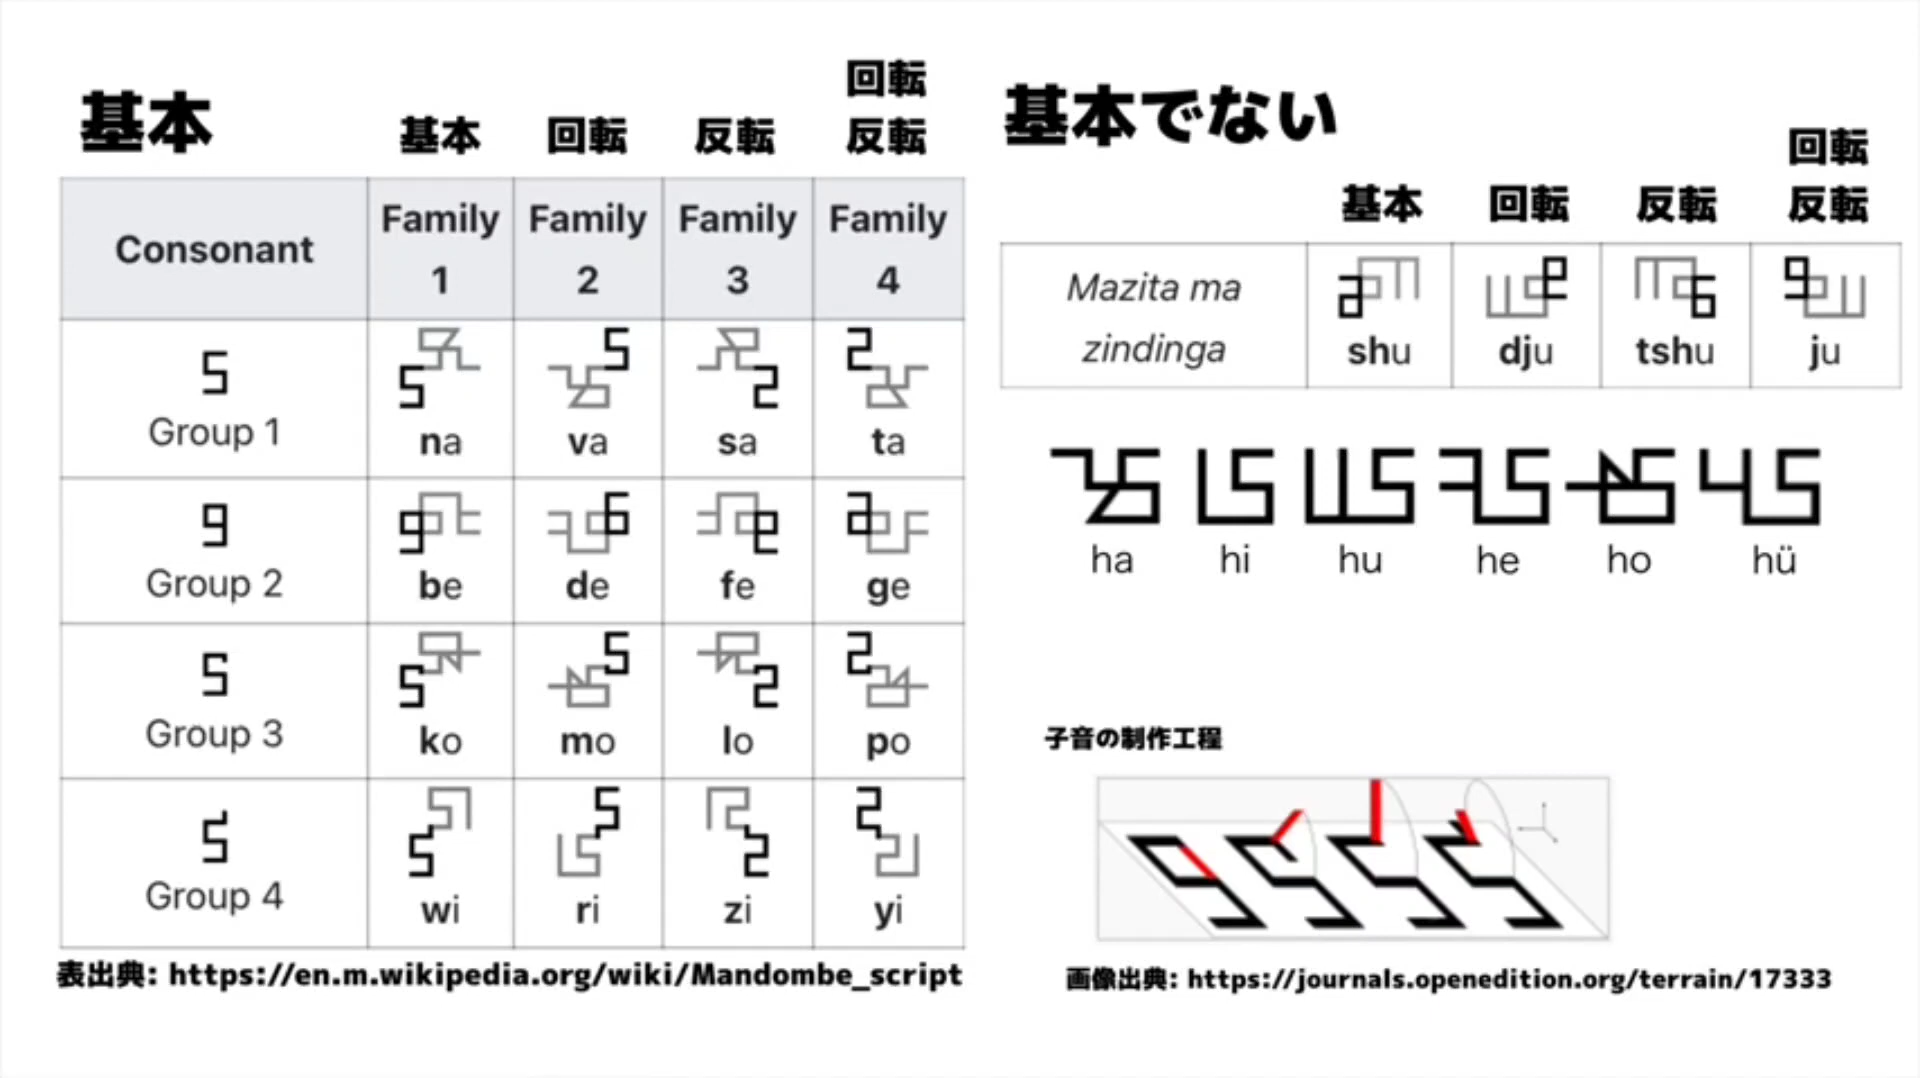 基本
基本 回転 反転 回転反転
Consonant Family 1 Family 2 Family 3 Family 4
Group 1 na va sa ta
Group 2 be de fe ge
Group 3 ko mo lo po
Group 4 wi ri zi yi
表出典: https://en.m.wikipedia.org/wiki/Mandombe_script
基本でない
基本 回転 反転 回転反転
Mazita ma zindinga shu dju tshu ju
ha hi hu he ho hü
子音の制作工程
画像出典: https://journals.openedition.org/terrain/17333